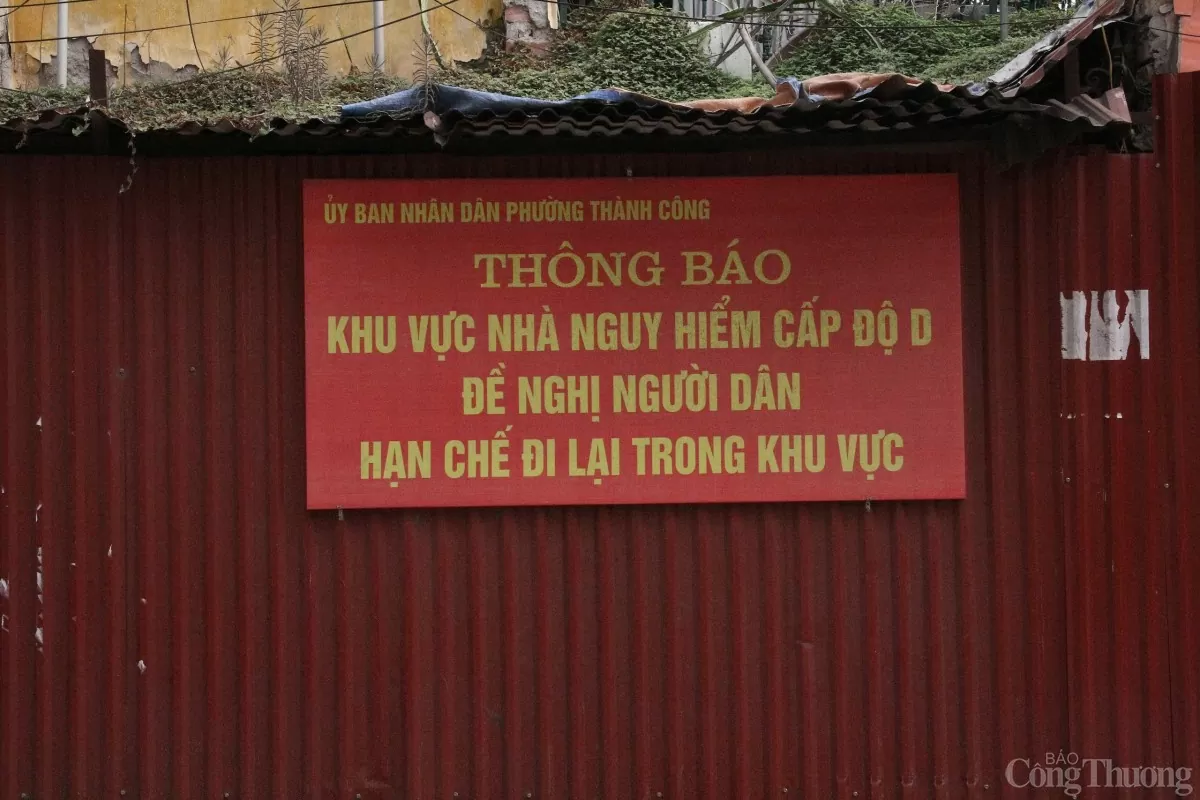 ỦY BAN NHÂN DÂN PHƯỜNG THÀNH CÔNG
THÔNG BÁO
KHU VỰC NHÀ NGUY HIỂM CẤP ĐỘ D
ĐỀ NGHỊ NGƯỜI DÂN
HẠN CHẾ ĐI LẠI TRONG KHU VỰC
BÁO
Công Thương